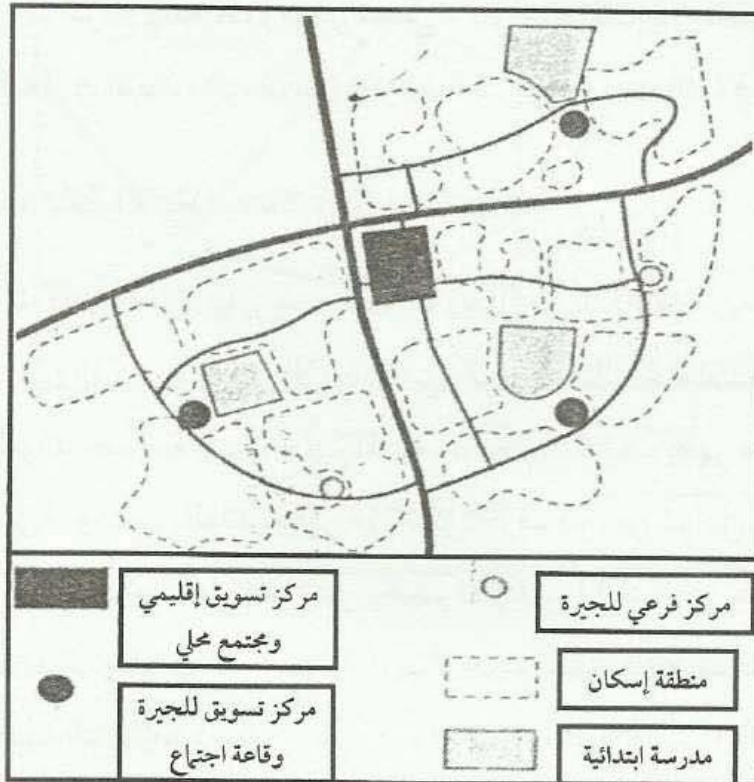 مركز تسويق إقليمي
ومجتمع محلي
مركز فرعي للجيرة
منطقة إسكان
مركز تسويق للجيرة
وقاعة اجتماع
مدرسة ابتدائية